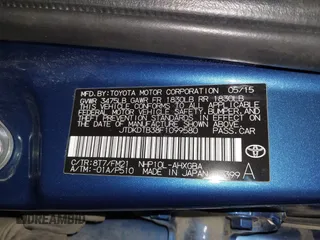 MFD.BY:TOYOTA MOTOR CORPORATION 05/15
GVWR 3475LB GAWR FR 1830LB RR 1830LB
THIS VEHICLE CONFORMS TO ALL APPLICABLE
FEDERAL MOTOR VEHICLE SAFETY, BUMPER, AND
THEFT PREVENTION STANDARDS IN EFFECT ON
THE DATE OF MANUFACTURE SHOWN ABOVE.
JTDKDTB38F1099580 PASS. CAR
C/TR:8T7/FM21 NHP10L-AHXGBA
A/TM:-01A/P510 MADE IN JAPAN
A
TOYOTA